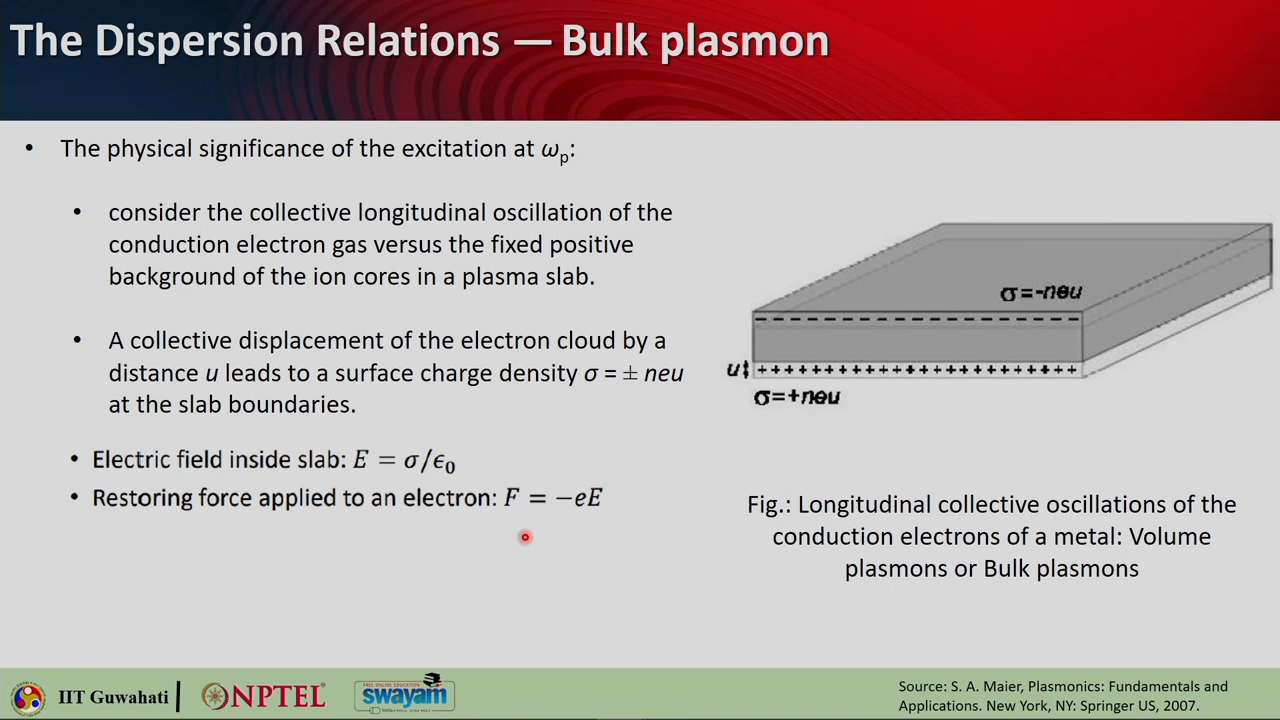 The Dispersion Relations — Bulk plasmon
• The physical significance of the excitation at ωp:
• consider the collective longitudinal oscillation of the
conduction electron gas versus the fixed positive
background of the ion cores in a plasma slab.
• A collective displacement of the electron cloud by a
distance u leads to a surface charge density σ = ± neu
at the slab boundaries.
• Electric field inside slab: E = σ/ϵ0
• Restoring force applied to an electron: F = −eE
σ=-neu
u
σ=+neu
Fig.: Longitudinal collective oscillations of the
conduction electrons of a metal: Volume
plasmons or Bulk plasmons
IIT Guwahati
NPTEL
FREE ONLINE EDUCATION
swayam
Source: S. A. Maier, Plasmonics: Fundamentals and
Applications. New York, NY: Springer US, 2007.